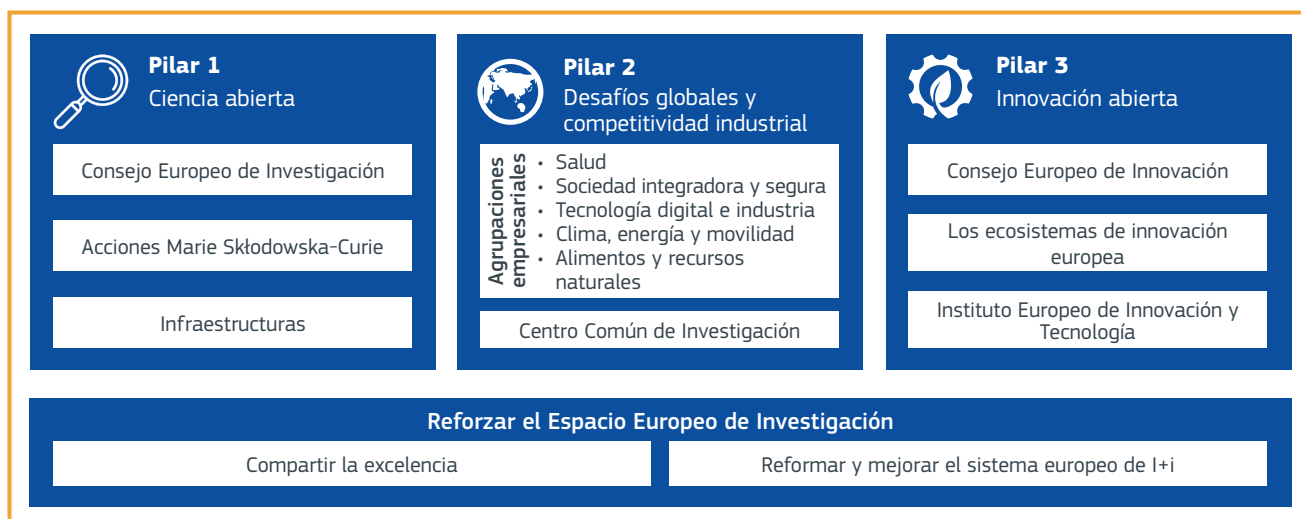 Pilar 1
Ciencia abierta
Consejo Europeo de Investigación
Acciones Marie Skłodowska-Curie
Infraestructuras
Pilar 2
Desafíos globales y
competitividad industrial
Agrupaciones
empresariales
• Salud
• Sociedad integradora y segura
• Tecnología digital e industria
• Clima, energía y movilidad
• Alimentos y recursos
naturales
Centro Común de Investigación
Pilar 3
Innovación abierta
Consejo Europeo de Innovación
Los ecosistemas de innovación
europea
Instituto Europeo de Innovación y
Tecnología
Reforzar el Espacio Europeo de Investigación
Compartir la excelencia
Reformar y mejorar el sistema europeo de I+i